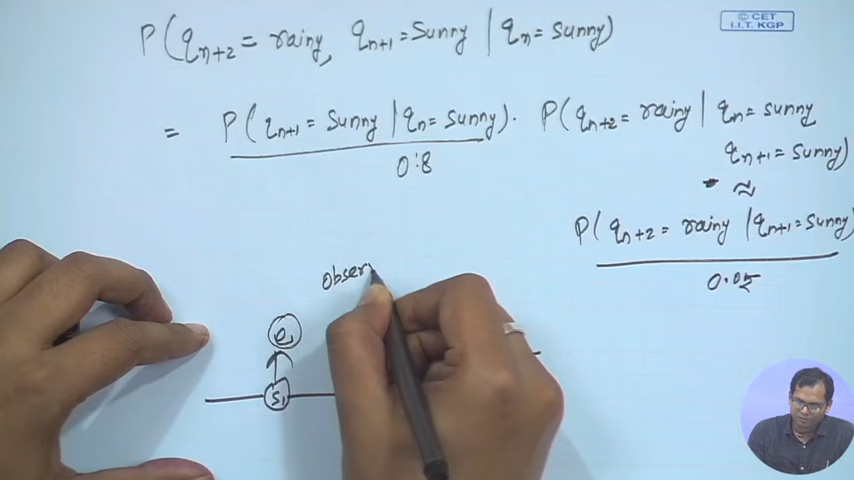 © CET
I.I.T. KGP
P(qn+2 = rainy, qn+1 = Sunny | qn = sunny)
= P(qn+1 = Sunny | qn = sunny). P(qn+2 = rainy | qn = sunny
qn+1 = Sunny)
0.8
≈
P(qn+2 = rainy | qn+1 = Sunny)
0.05
Obser
e1
S1